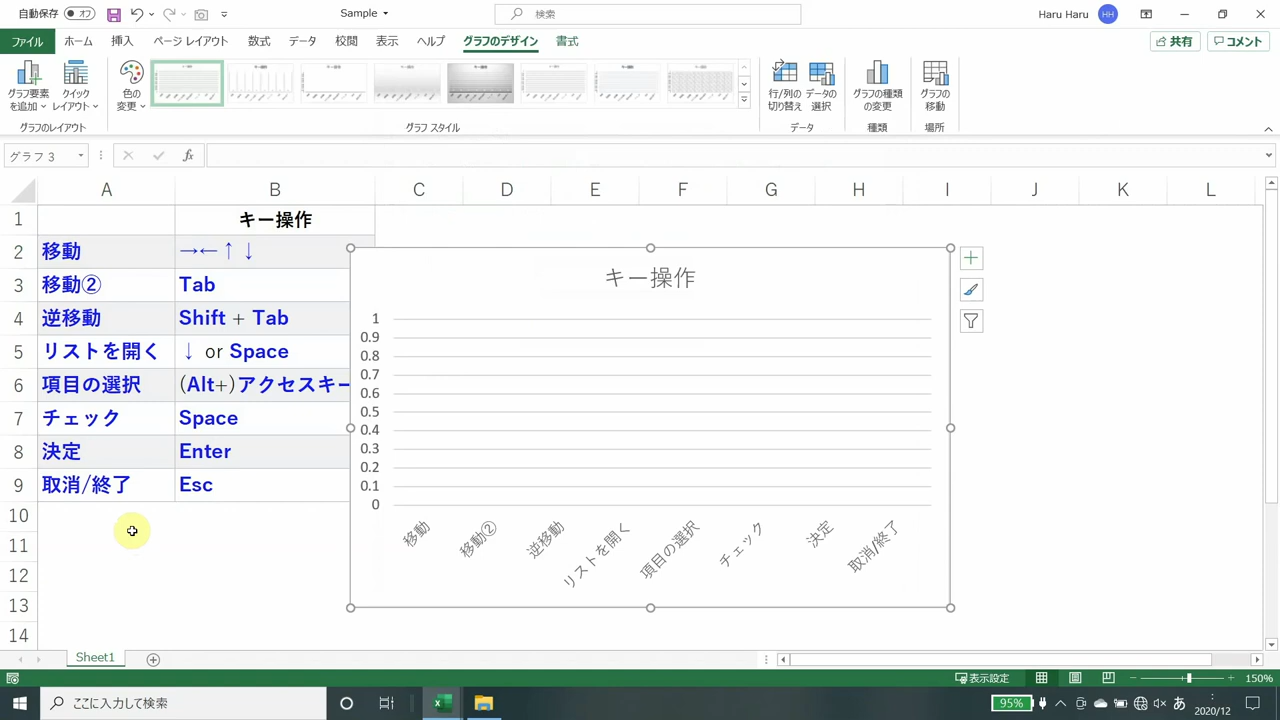 自動保存 オフ Sample 検索 Haru Haru HH
ファイル ホーム 挿入 ページ レイアウト 数式 データ 校閲 表示 ヘルプ グラフのデザイン 書式 共有 コメント
グラフ要素を追加 クイックレイアウト 色の変更 行/列の切り替え データの選択 グラフの種類の変更 グラフの移動
グラフのレイアウト グラフ スタイル データ 種類 場所
グラフ 3 fx
A B C D E F G H I J K L
1 キー操作
2 移動 →←↑↓
3 移動② Tab
4 逆移動 Shift + Tab
5 リストを開く ↓ or Space
6 項目の選択 (Alt+)アクセスキー
7 チェック Space
8 決定 Enter
9 取消/終了 Esc
10
11
12
13
14
キー操作
1
0.9
0.8
0.7
0.6
0.5
0.4
0.3
0.2
0.1
0
移動 移動② 逆移動 リストを開く 項目の選択 チェック 決定 取消/終了
Sheet1
表示設定 150%
ここに入力して検索 95% あ 2020/12